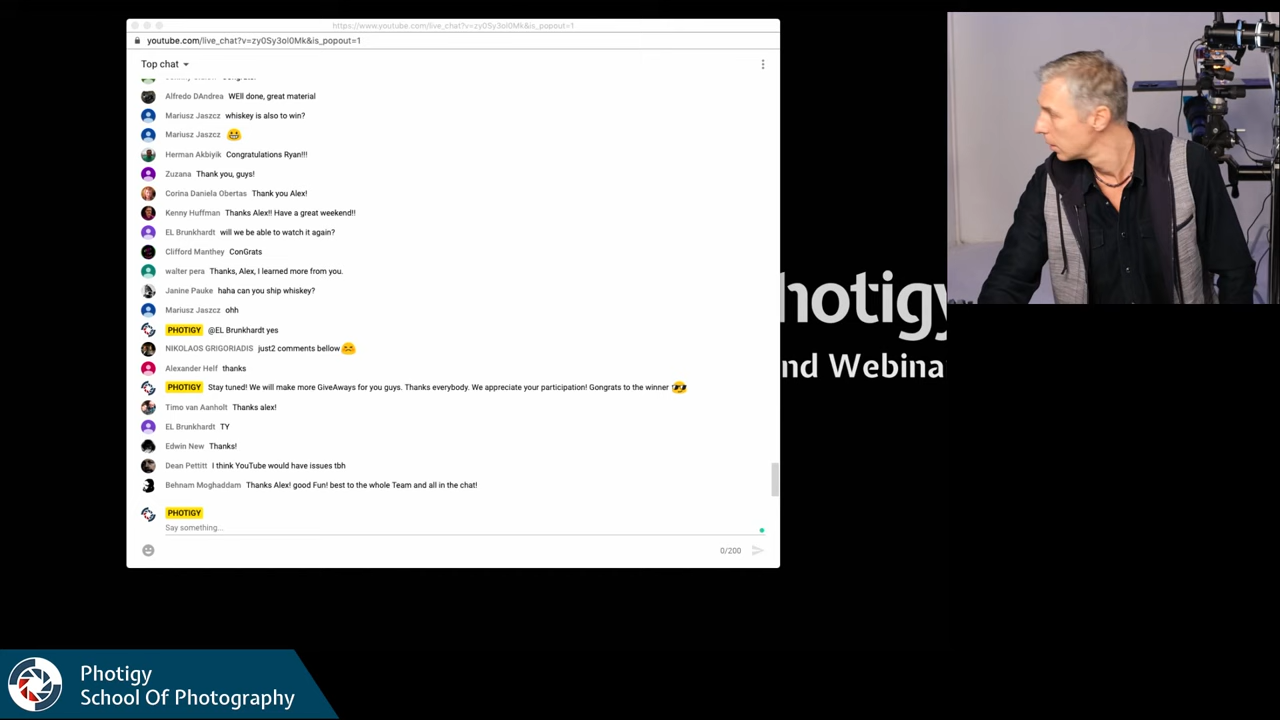 https://www.youtube.com/live_chat?v=zy0Sy3ol0Mk&is_popout=1
youtube.com/live_chat?v=zy0Sy3ol0Mk&is_popout=1
Top chat
Alfredo DAndrea WEll done, great material
Mariusz Jaszcz whiskey is also to win?
Mariusz Jaszcz
Herman Akbiyik Congratulations Ryan!!!
Zuzana Thank you, guys!
Corina Daniela Obertas Thank you Alex!
Kenny Huffman Thanks Alex!! Have a great weekend!!
EL Brunkhardt will we be able to watch it again?
Clifford Manthey ConGrats
walter pera Thanks, Alex, I learned more from you.
Janine Pauke haha can you ship whiskey?
Mariusz Jaszcz ohh
PHOTIGY @EL Brunkhardt yes
NIKOLAOS GRIGORIADIS just2 comments bellow
Alexander Helf thanks
PHOTIGY Stay tuned! We will make more GiveAways for you guys. Thanks everybody. We appreciate your participation! Gongrats to the winner !
Timo van Aanholt Thanks alex!
EL Brunkhardt TY
Edwin New Thanks!
Dean Pettitt I think YouTube would have issues tbh
Behnam Moghaddam Thanks Alex! good Fun! best to the whole Team and all in the chat!
PHOTIGY
Say something...
0/200
hotigy
nd Webina
Photigy
School Of Photography